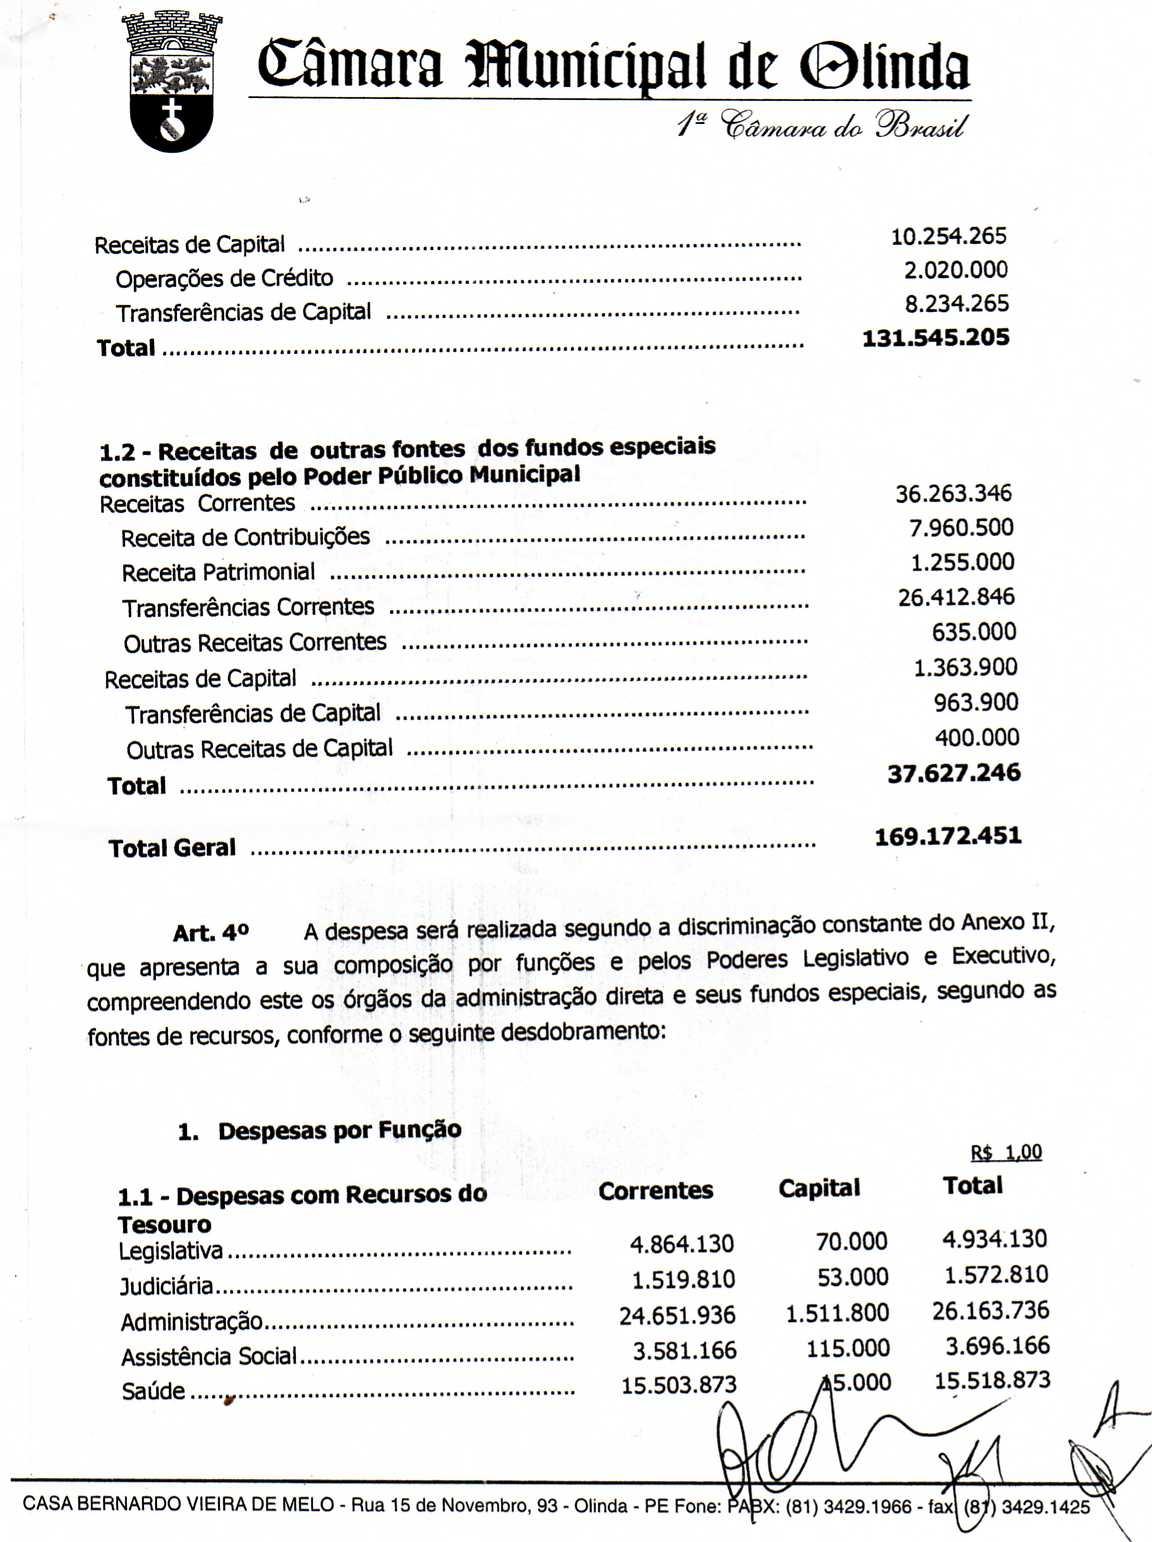 Câmara Municipal de Olinda
1ª Câmara do Brasil
Receitas de Capital ........................................................................... 10.254.265
Operações de Crédito .................................................................... 2.020.000
Transferências de Capital .............................................................. 8.234.265
Total ............................................................................................... 131.545.205
1.2 - Receitas de outras fontes dos fundos especiais
constituídos pelo Poder Público Municipal
Receitas Correntes .......................................................................... 36.263.346
Receita de Contribuições ............................................................... 7.960.500
Receita Patrimonial ....................................................................... 1.255.000
Transferências Correntes ............................................................... 26.412.846
Outras Receitas Correntes ............................................................. 635.000
Receitas de Capital .......................................................................... 1.363.900
Transferências de Capital .............................................................. 963.900
Outras Receitas de Capital ............................................................. 400.000
Total ............................................................................................... 37.627.246
Total Geral ..................................................................................... 169.172.451
Art. 4º A despesa será realizada segundo a discriminação constante do Anexo II,
que apresenta a sua composição por funções e pelos Poderes Legislativo e Executivo,
compreendendo este os órgãos da administração direta e seus fundos especiais, segundo as
fontes de recursos, conforme o seguinte desdobramento:
1. Despesas por Função
R$ 1,00
1.1 - Despesas com Recursos do Correntes Capital Total
Tesouro
Legislativa .................................................... 4.864.130 70.000 4.934.130
Judiciária...................................................... 1.519.810 53.000 1.572.810
Administração............................................... 24.651.936 1.511.800 26.163.736
Assistência Social.......................................... 3.581.166 115.000 3.696.166
Saúde .......................................................... 15.503.873 15.000 15.518.873
CASA BERNARDO VIEIRA DE MELO - Rua 15 de Novembro, 93 - Olinda - PE Fone: PABX: (81) 3429.1966 - fax (81) 3429.1425